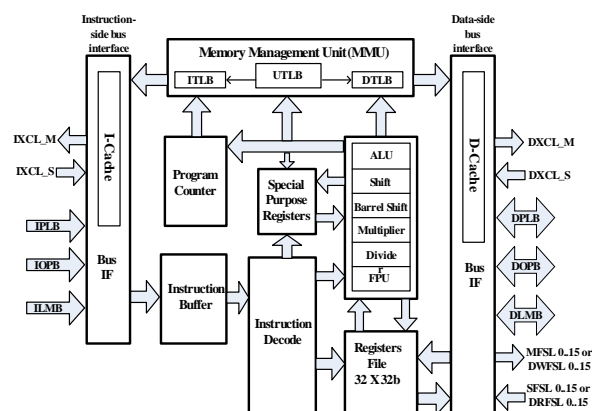 Instruction-
side bus
interface
Data-side
bus
interface
Memory Management Unit (MMU)
ITLB
UTLB
DTLB
I-Cache
Bus
IF
IXCL_M
IXCL_S
IPLB
IOPB
ILMB
Program
Counter
Special
Purpose
Registers
ALU
Shift
Barrel Shift
Multiplier
Divide
r
FPU
Instruction
Buffer
Instruction
Decode
Registers
File
32 X 32b
D-Cache
Bus
IF
DXCL_M
DXCL_S
DPLB
DOPB
DLMB
MFSL 0..15 or
DWFSL 0..15
SFSL 0..15 or
DRFSL 0..15